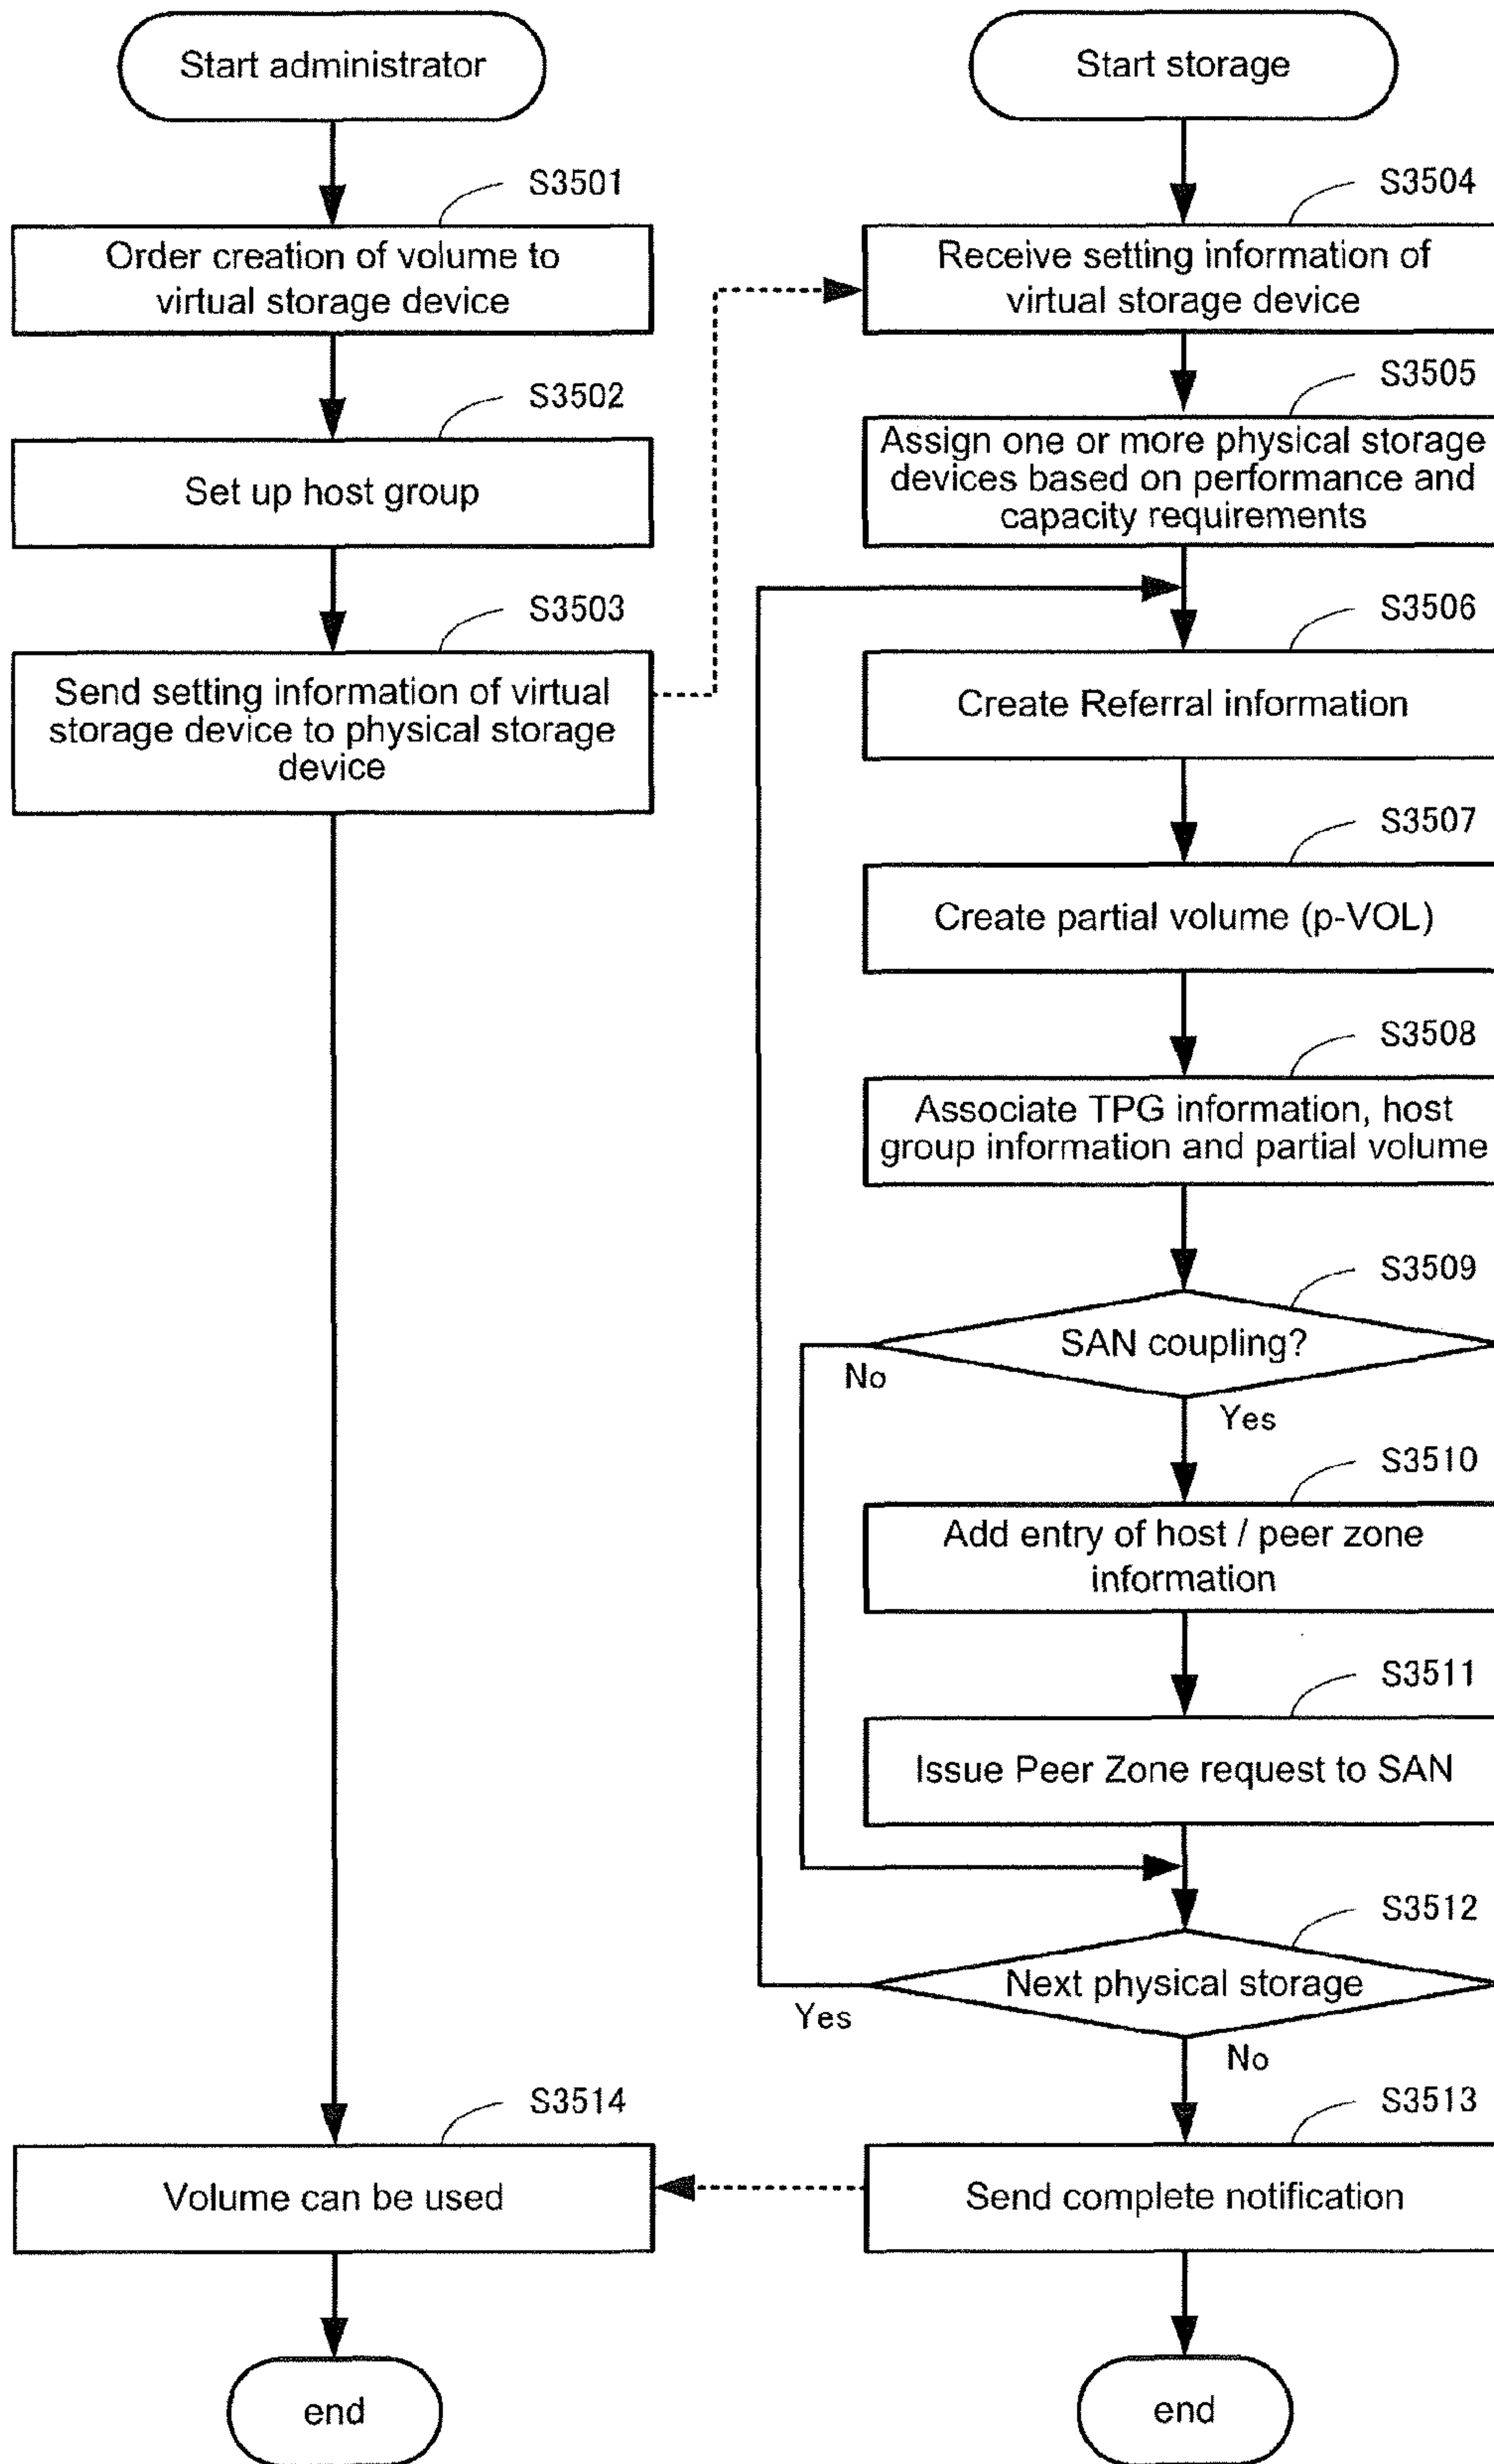 Start administrator
S3501
Order creation of volume to
virtual storage device
S3502
Set up host group
S3503
Send setting information of virtual
storage device to physical storage
device
S3514
Volume can be used
end
Start storage
S3504
Receive setting information of
virtual storage device
S3505
Assign one or more physical storage
devices based on performance and
capacity requirements
S3506
Create Referral information
S3507
Create partial volume (p-VOL)
S3508
Associate TPG information, host
group information and partial volume
S3509
SAN coupling?
No
Yes
S3510
Add entry of host / peer zone
information
S3511
Issue Peer Zone request to SAN
S3512
Next physical storage
Yes
No
S3513
Send complete notification
end